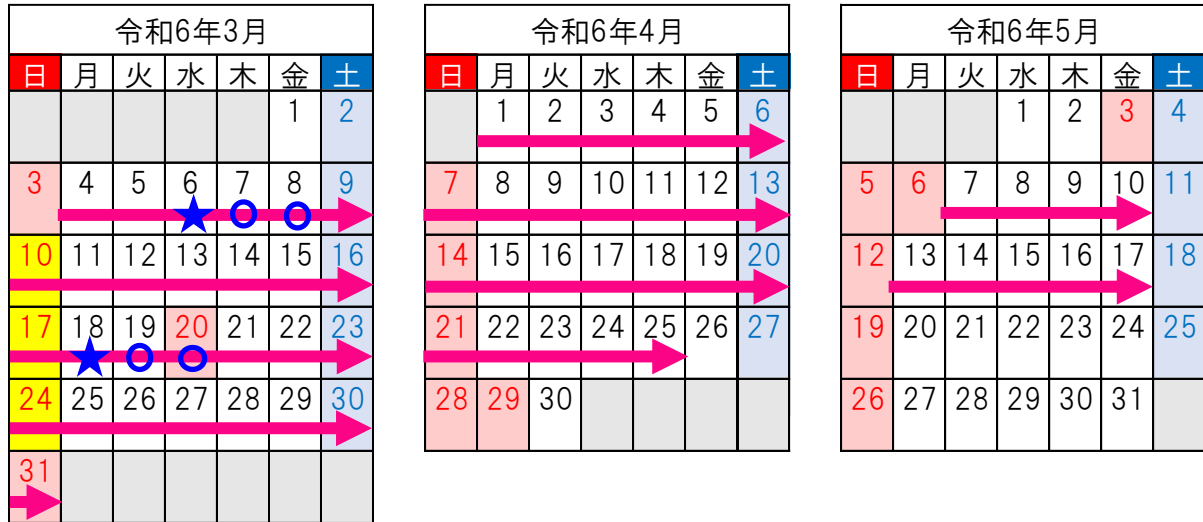 令和6年3月
日 月 火 水 木 金 土
1 2
3 4 5 6 7 8 9
10 11 12 13 14 15 16
17 18 19 20 21 22 23
24 25 26 27 28 29 30
31
令和6年4月
日 月 火 水 木 金 土
1 2 3 4 5 6
7 8 9 10 11 12 13
14 15 16 17 18 19 20
21 22 23 24 25 26 27
28 29 30
令和6年5月
日 月 火 水 木 金 土
1 2 3 4
5 6 7 8 9 10 11
12 13 14 15 16 17 18
19 20 21 22 23 24 25
26 27 28 29 30 31